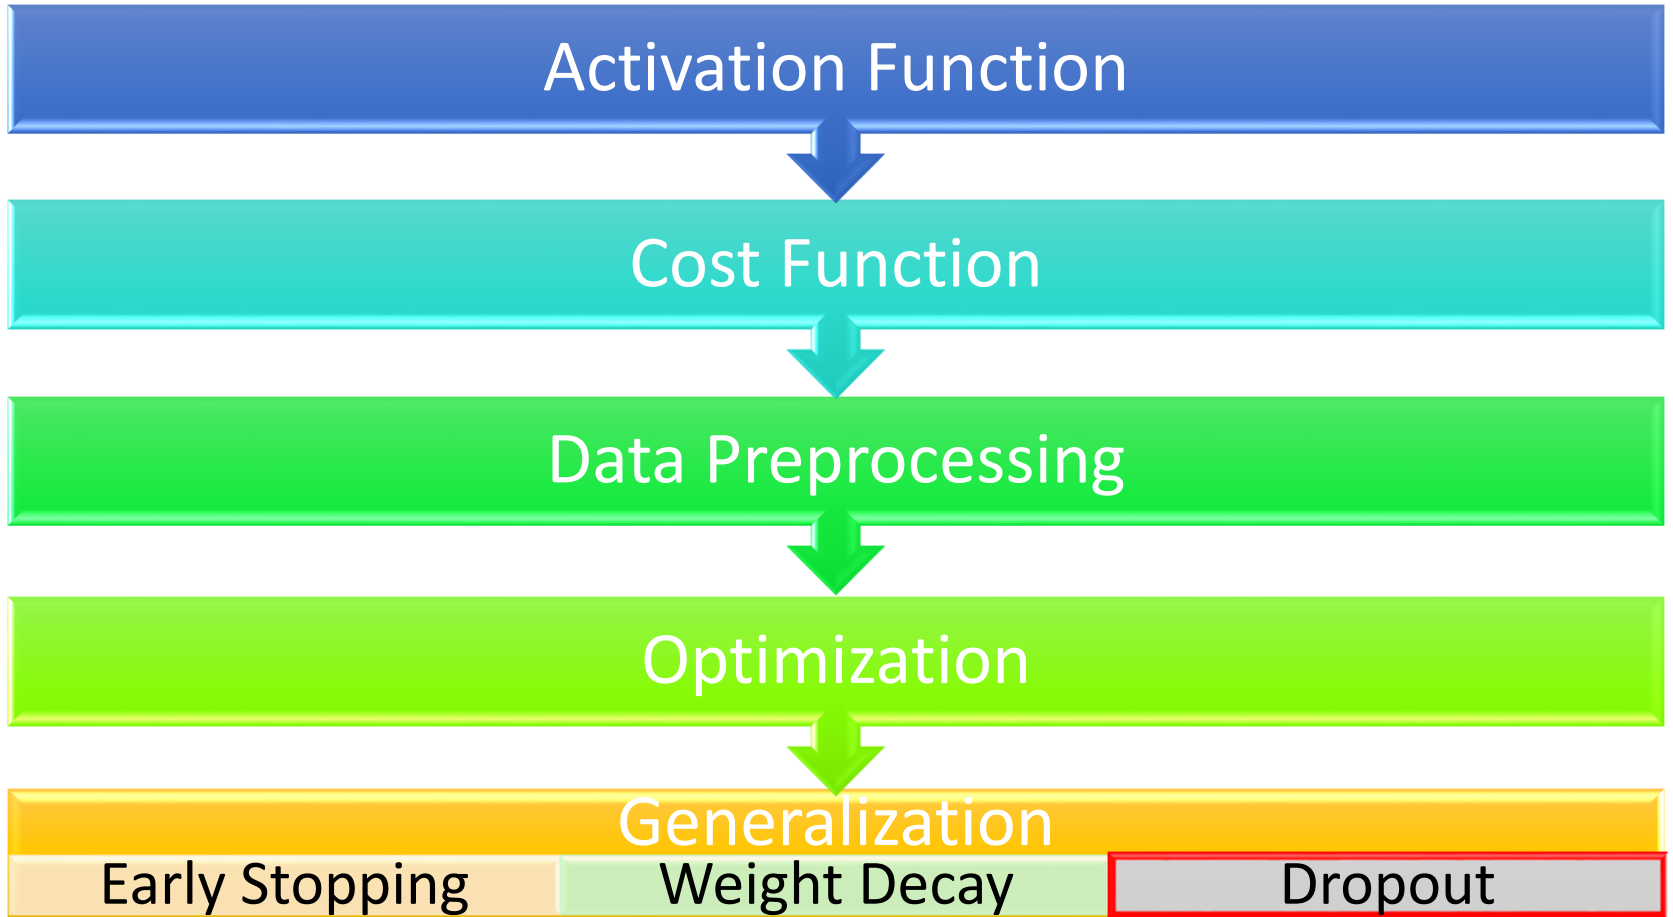 Activation Function
Cost Function
Data Preprocessing
Optimization
Generalization
Early Stopping
Weight Decay
Dropout